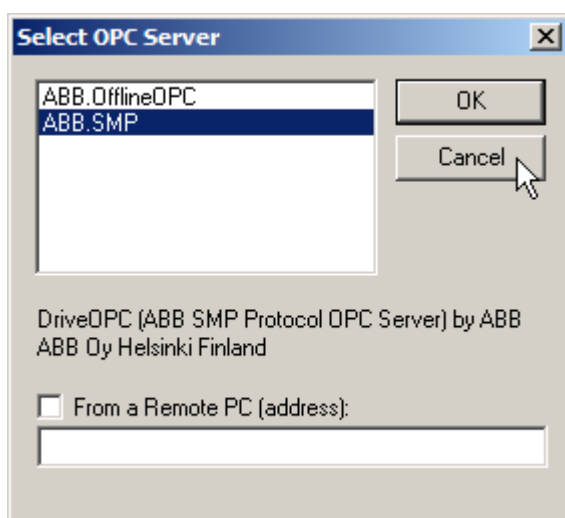 Select OPC Server
ABB.OfflineOPC
ABB.SMP
OK
Cancel
DriveOPC (ABB SMP Protocol OPC Server) by ABB
ABB Oy Helsinki Finland
From a Remote PC (address):